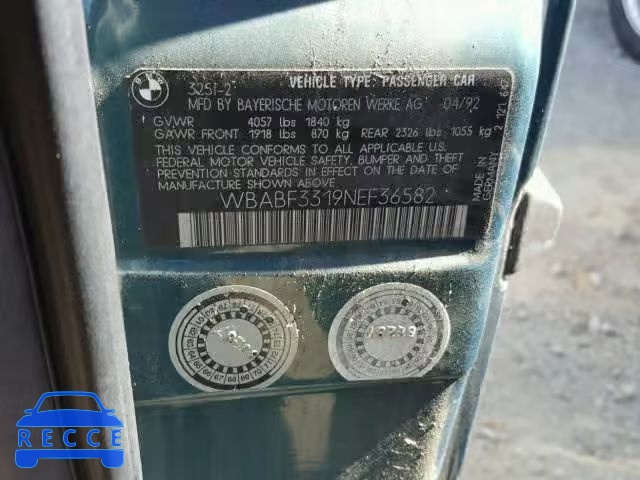 BMW
325I-2 VEHICLE TYPE: PASSENGER CAR
MFD BY BAYERISCHE MOTOREN WERKE AG 04/92
GVWR 4057 lbs 1840 kg
GAWR FRONT 1918 lbs 870 kg REAR 2326 lbs 1055 kg
THIS VEHICLE CONFORMS TO ALL APPLICABLE U.S.
FEDERAL MOTOR VEHICLE SAFETY, BUMPER AND THEFT
PREVENTION STANDARDS IN EFFECT ON THE DATE OF
MANUFACTURE SHOWN ABOVE.
WBABF3319NEF36582
MADE IN
GERMANY
RECCE